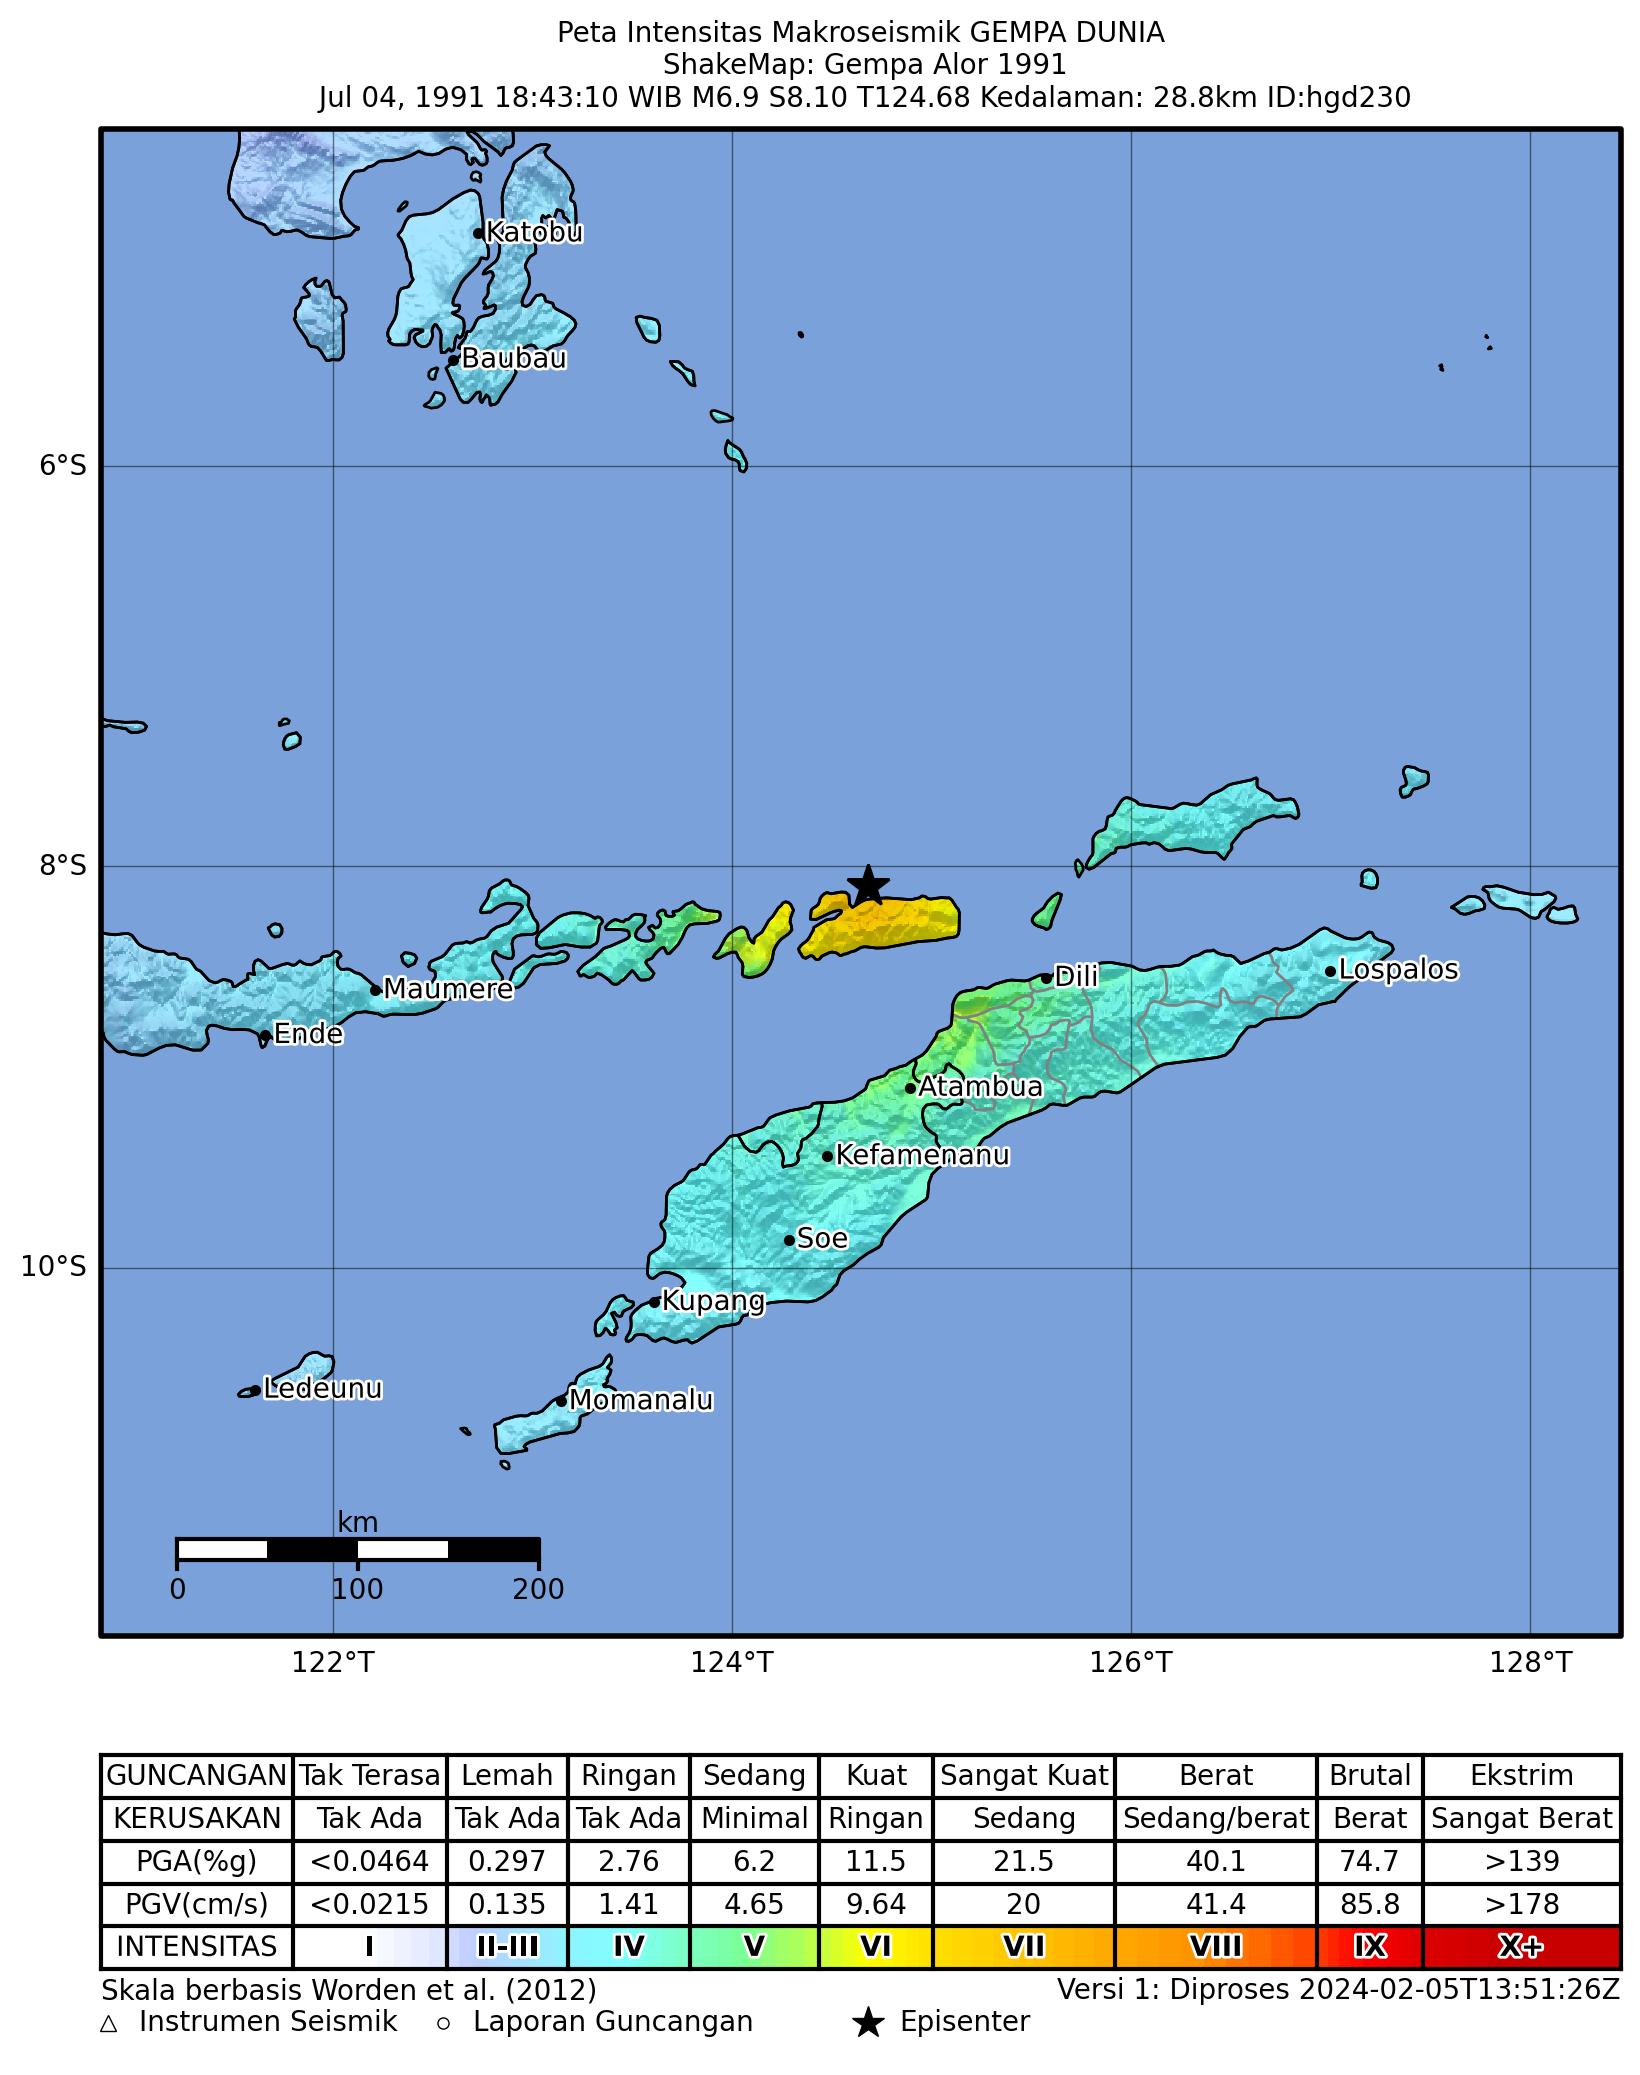 Peta Intensitas Makroseismik GEMPA DUNIA
ShakeMap: Gempa Alor 1991
Jul 04, 1991 18:43:10 WIB M6.9 S8.10 T124.68 Kedalaman: 28.8km ID:hgd230
Katobu
Baubau
6°S
8°S
Maumere
Ende
Dili
Lospalos
Atambua
Kefamenanu
Soe
10°S
Kupang
Ledeunu
Momanalu
km
0 100 200
122°T 124°T 126°T 128°T
GUNCANGAN Tak Terasa Lemah Ringan Sedang Kuat Sangat Kuat Berat Brutal Ekstrim
KERUSAKAN Tak Ada Tak Ada Tak Ada Minimal Ringan Sedang Sedang/berat Berat Sangat Berat
PGA(%g) <0.0464 0.297 2.76 6.2 11.5 21.5 40.1 74.7 >139
PGV(cm/s) <0.0215 0.135 1.41 4.65 9.64 20 41.4 85.8 >178
INTENSITAS I II-III IV V VI VII VIII IX X+
Skala berbasis Worden et al. (2012) Versi 1: Diproses 2024-02-05T13:51:26Z
Instrumen Seismik Laporan Guncangan Episenter